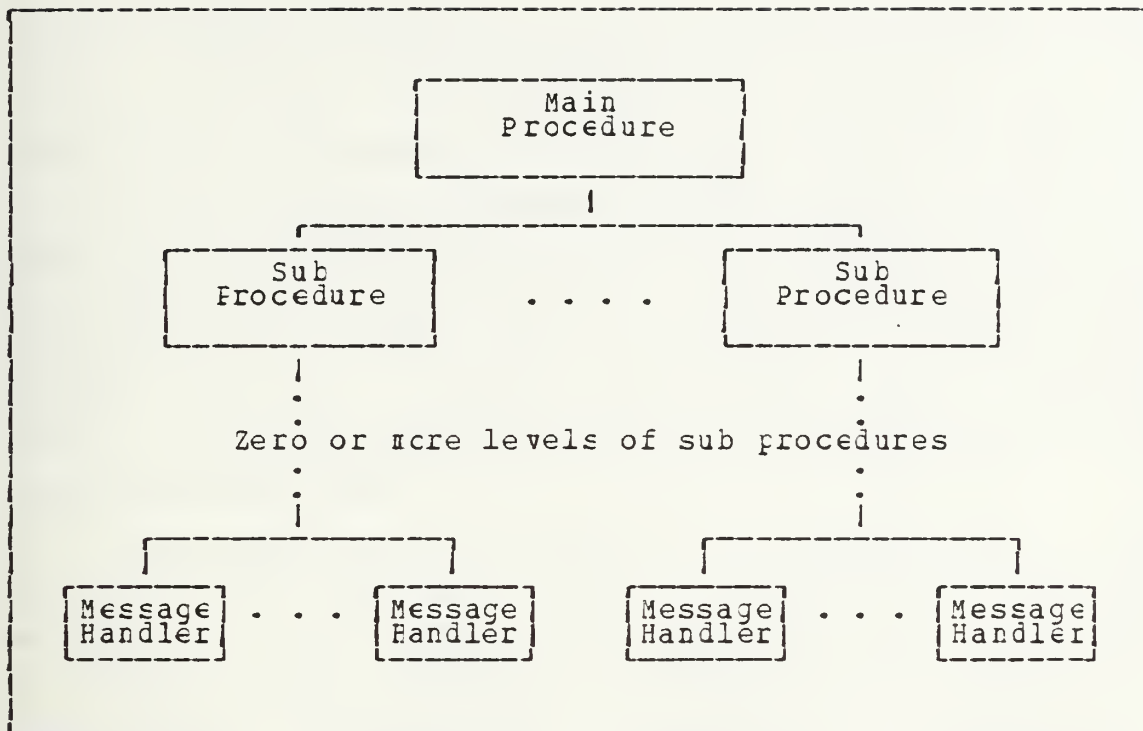 Main
Procedure
Sub
Procedure
. . . .
Sub
Procedure
Zero or more levels of sub procedures
Message
Handler
. . .
Message
Handler
Message
Handler
. . .
Message
Handler